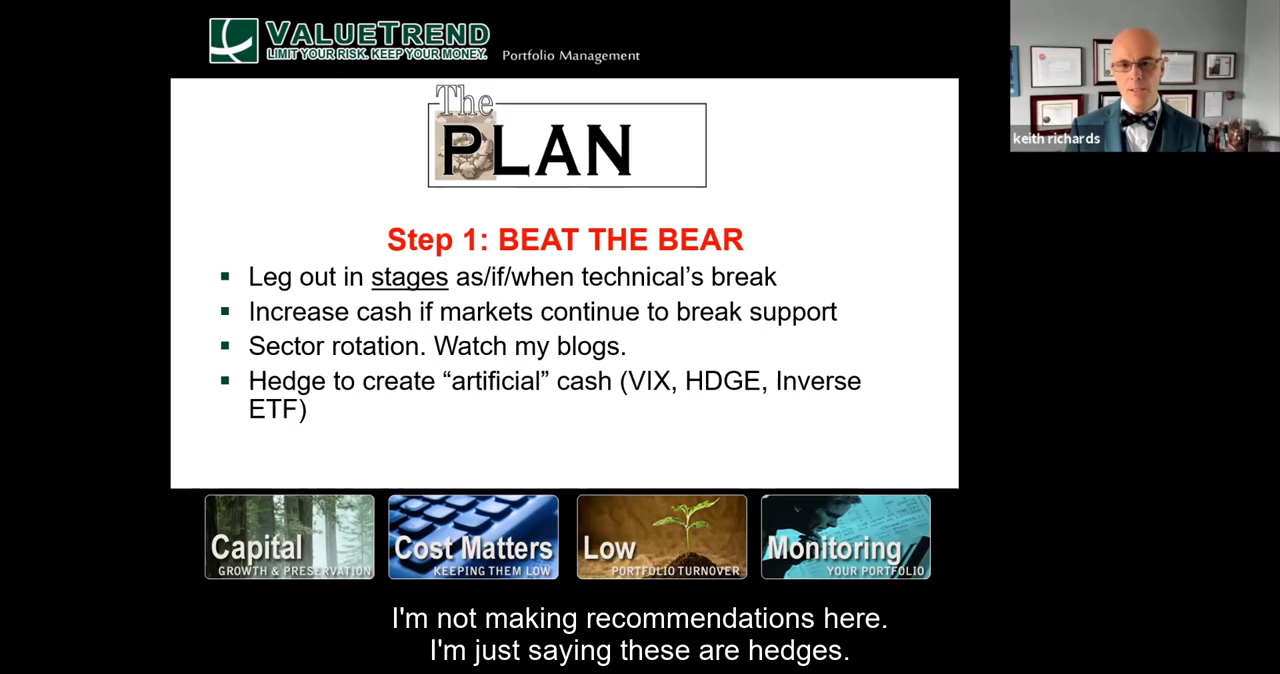 VALUETREND
LIMIT YOUR RISK. KEEP YOUR MONEY.
Portfolio Management
keith richards
The
PLAN
Step 1: BEAT THE BEAR
▪ Leg out in stages as/if/when technical’s break
▪ Increase cash if markets continue to break support
▪ Sector rotation. Watch my blogs.
▪ Hedge to create “artificial” cash (VIX, HDGE, Inverse
ETF)
Capital
GROWTH & PRESERVATION
Cost Matters
KEEPING THEM LOW
Low
PORTFOLIO TURNOVER
Monitoring
YOUR PORTFOLIO
I'm not making recommendations here.
I'm just saying these are hedges.